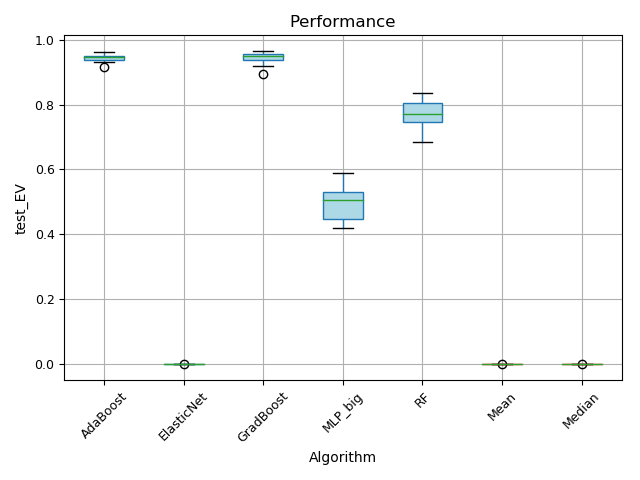 Performance
test_EV
1.0
0.8
0.6
0.4
0.2
0.0
AdaBoost
ElasticNet
GradBoost
MLP_big
RF
Mean
Median
Algorithm